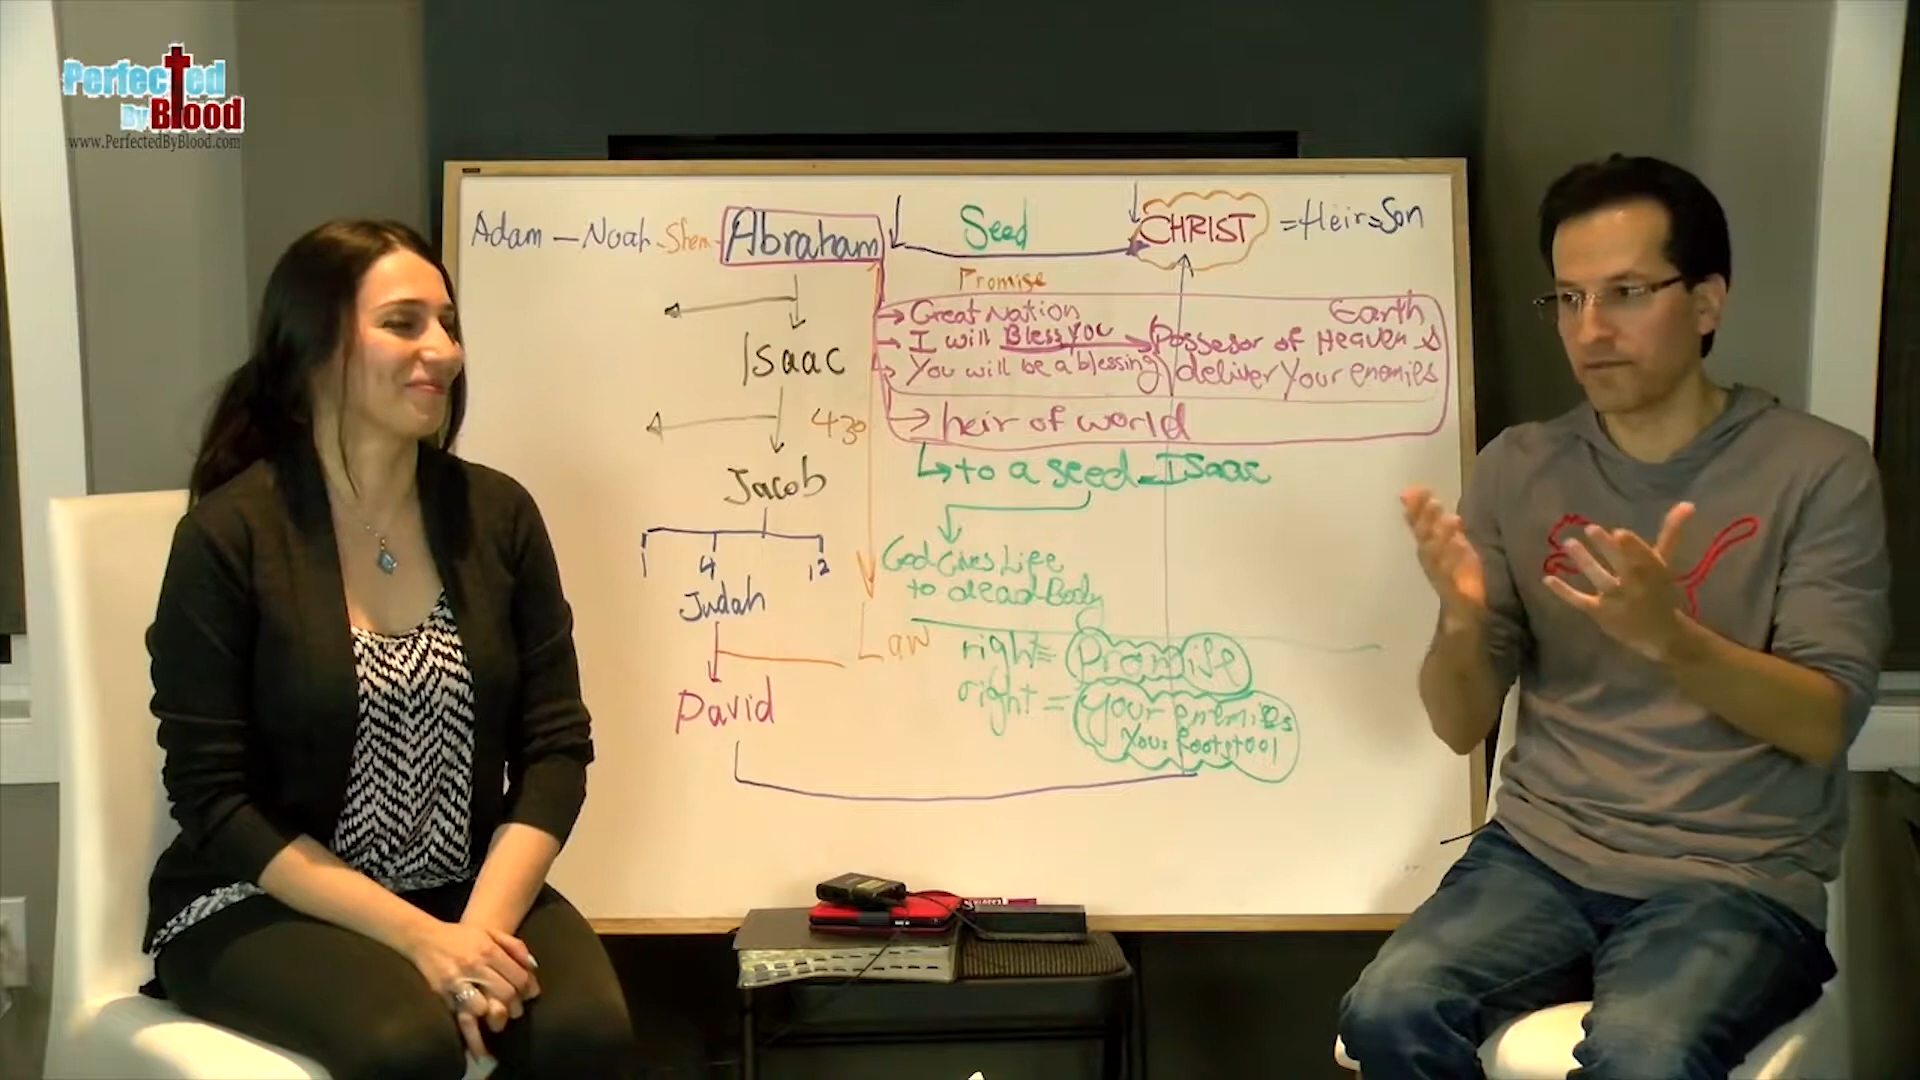 Perfected
By Blood
www.PerfectedByBlood.com
Adam – Noah - Shem - Abraham
Seed
CHRIST = Heir = Son
Promise
→ Great Nation
Earth
→ I will Bless you → Possesor of Heaven &
→ You will be a blessing deliver your enemies
→ heir of world
Isaac
430
Jacob
1 4 12
Judah
David
Law
↳ to a seed - Isaac
God Gives Life
to dead Body
right = Promise
right = Your enemies
Your footstool